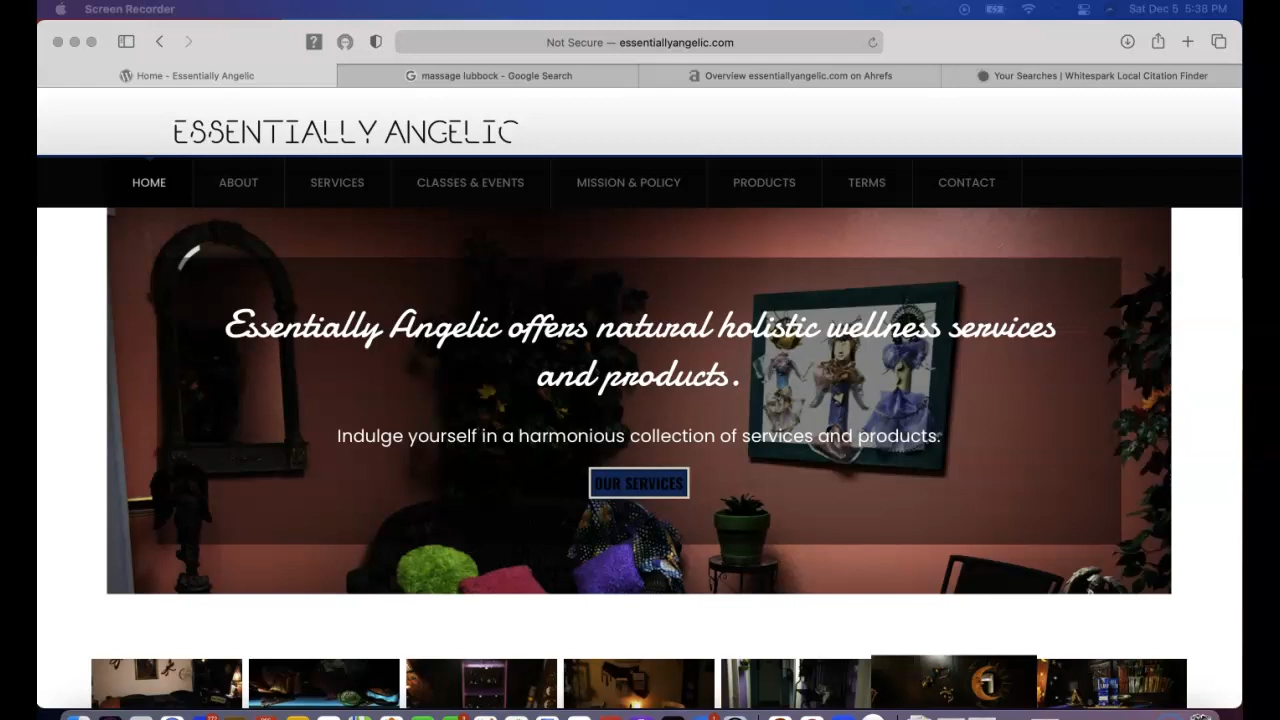 Screen Recorder
Sat Dec 5 5:38 PM
Not Secure — essentiallyangelic.com
Home - Essentially Angelic
massage lubbock - Google Search
Overview essentiallyangelic.com on Ahrefs
Your Searches | Whitespark Local Citation Finder
ESSENTIALLY ANGELIC
HOME
ABOUT
SERVICES
CLASSES & EVENTS
MISSION & POLICY
PRODUCTS
TERMS
CONTACT
Essentially Angelic offers natural holistic wellness services
and products.
Indulge yourself in a harmonious collection of services and products.
OUR SERVICES